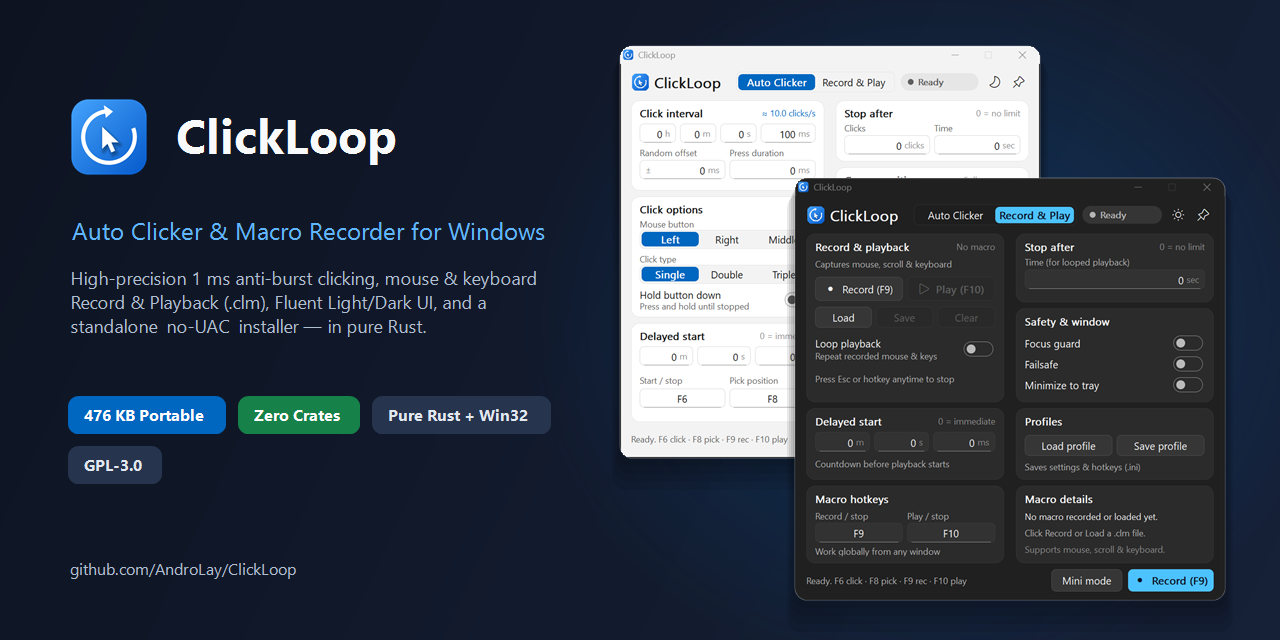 ClickLoop
Auto Clicker & Macro Recorder for Windows
High-precision 1 ms anti-burst clicking, mouse & keyboard
Record & Playback (.clm), Fluent Light/Dark UI, and a
standalone no-UAC installer — in pure Rust.
476 KB Portable
Zero Crates
Pure Rust + Win32
GPL-3.0
github.com/AndroLay/ClickLoop
ClickLoop
ClickLoop
Auto Clicker
Record & Play
Ready
Click interval
≈ 10.0 clicks/s
0 h
0 m
0 s
100 ms
Random offset
Press duration
± 0 ms
0 ms
Stop after
0 = no limit
Clicks
Time
0 clicks
0 sec
Click options
Mouse button
Left
Right
Click type
Single
Double
Triple
Hold button down
Press and hold until stopped
Delayed start
0 m
0 s
Start / stop
Pick position
F6
F8
Ready. F6 click · F8 pick · F9 rec · F10 play
ClickLoop
ClickLoop
Auto Clicker
Record & Play
Ready
Record & playback
No macro
Captures mouse, scroll & keyboard
Record (F9)
Play (F10)
Load
Save
Clear
Loop playback
Repeat recorded mouse & keys
Press Esc or hotkey anytime to stop
Stop after
0 = no limit
Time (for looped playback)
0 sec
Safety & window
Focus guard
Failsafe
Minimize to tray
Delayed start
0 = immediate
0 m
0 s
0 ms
Countdown before playback starts
Profiles
Load profile
Save profile
Saves settings & hotkeys (.ini)
Macro hotkeys
Record / stop
Play / stop
F9
F10
Work globally from any window
Macro details
No macro recorded or loaded yet.
Click Record or Load a .clm file.
Supports mouse, scroll & keyboard.
Ready. F6 click · F8 pick · F9 rec · F10 play
Mini mode
Record (F9)